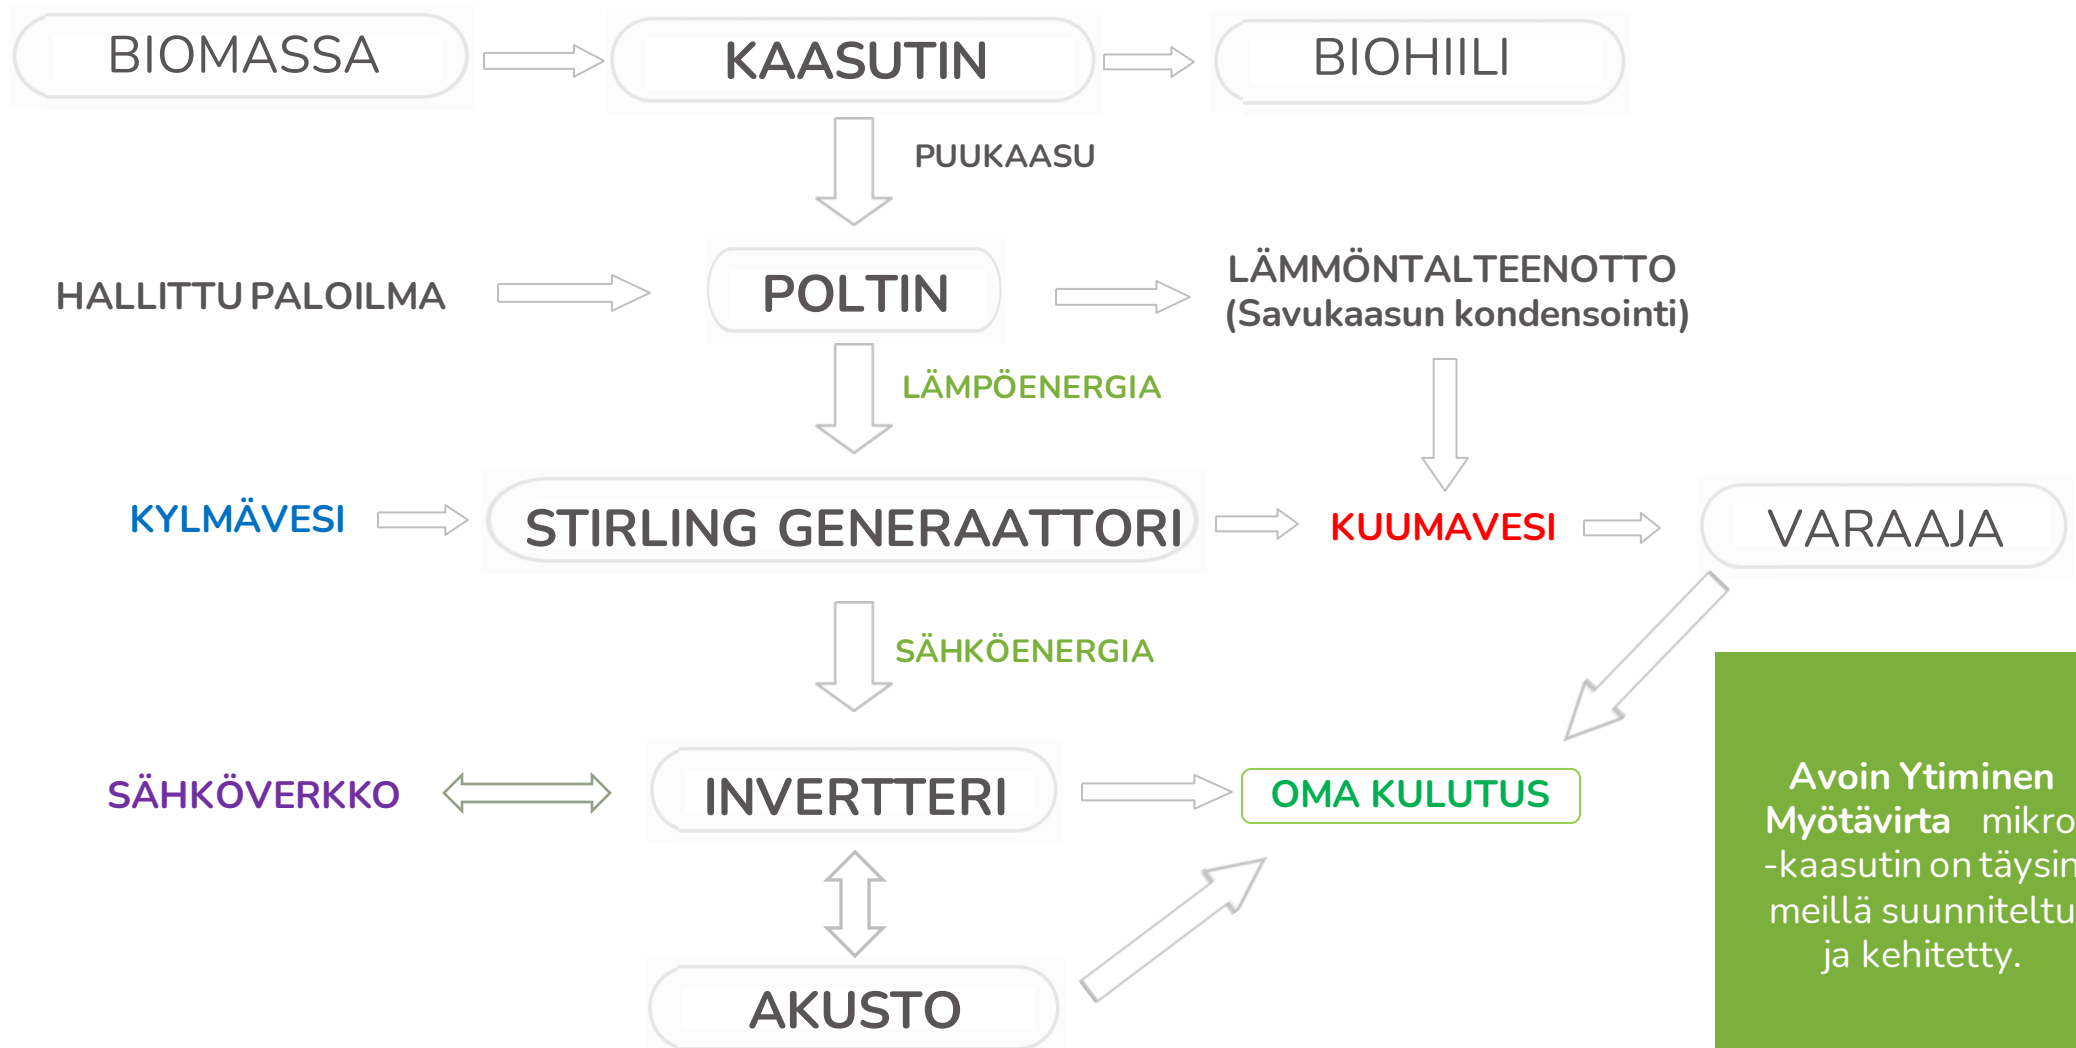 BIOMASSA
KAASUTIN
BIOHIILI
PUUKAASU
HALLITTU PALOILMA
POLTIN
LÄMMÖNTALTEENOTTO
(Savukaasun kondensointi)
LÄMPÖENERGIA
KYLMÄVESI
STIRLING GENERAATTORI
KUUMAVESI
VARAAJA
SÄHKÖENERGIA
SÄHKÖVERKKO
INVERTTERI
OMA KULUTUS
AKUSTO
Avoin Ytiminen
Myötävirta mikro
-kaasutin on täysin
meillä suunniteltu
ja kehitetty.